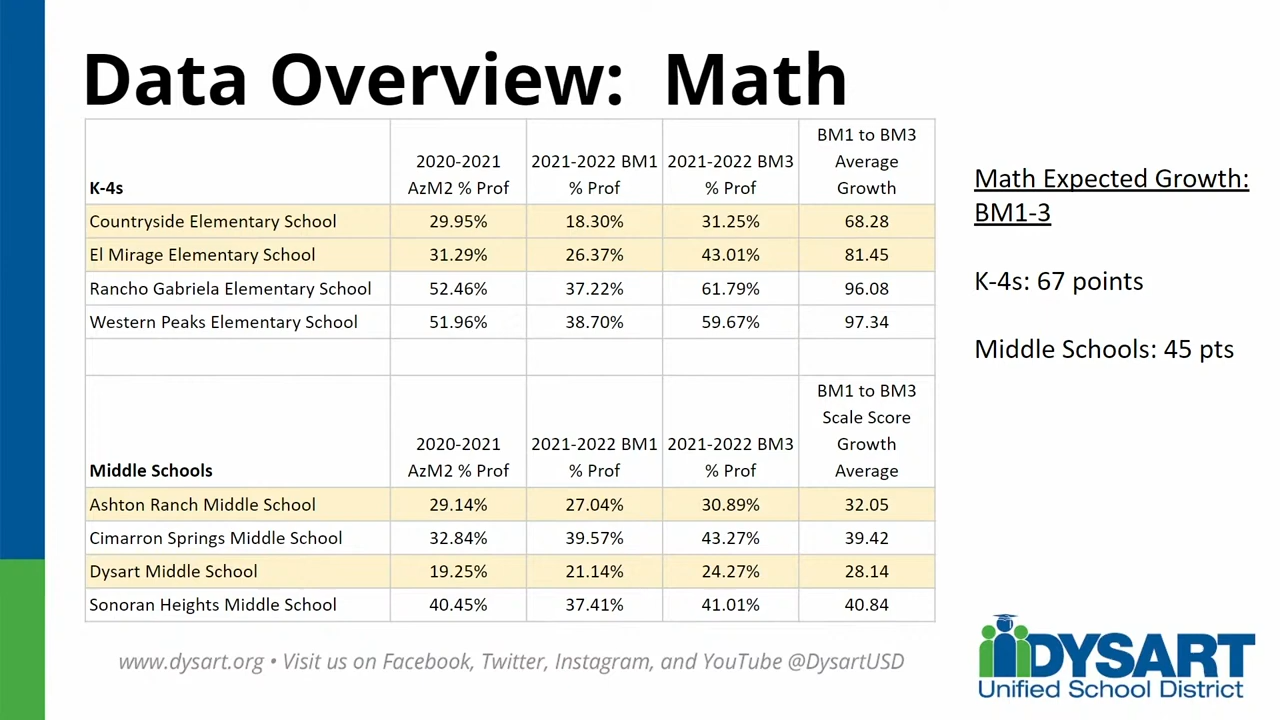 Data Overview: Math
K-4s | 2020-2021 AzM2 % Prof | 2021-2022 BM1 % Prof | 2021-2022 BM3 % Prof | BM1 to BM3 Average Growth
Countryside Elementary School | 29.95% | 18.30% | 31.25% | 68.28
El Mirage Elementary School | 31.29% | 26.37% | 43.01% | 81.45
Rancho Gabriela Elementary School | 52.46% | 37.22% | 61.79% | 96.08
Western Peaks Elementary School | 51.96% | 38.70% | 59.67% | 97.34
Middle Schools | 2020-2021 AzM2 % Prof | 2021-2022 BM1 % Prof | 2021-2022 BM3 % Prof | BM1 to BM3 Scale Score Growth Average
Ashton Ranch Middle School | 29.14% | 27.04% | 30.89% | 32.05
Cimarron Springs Middle School | 32.84% | 39.57% | 43.27% | 39.42
Dysart Middle School | 19.25% | 21.14% | 24.27% | 28.14
Sonoran Heights Middle School | 40.45% | 37.41% | 41.01% | 40.84
Math Expected Growth:
BM1-3
K-4s: 67 points
Middle Schools: 45 pts
www.dysart.org • Visit us on Facebook, Twitter, Instagram, and YouTube @DysartUSD
DYSART
Unified School District